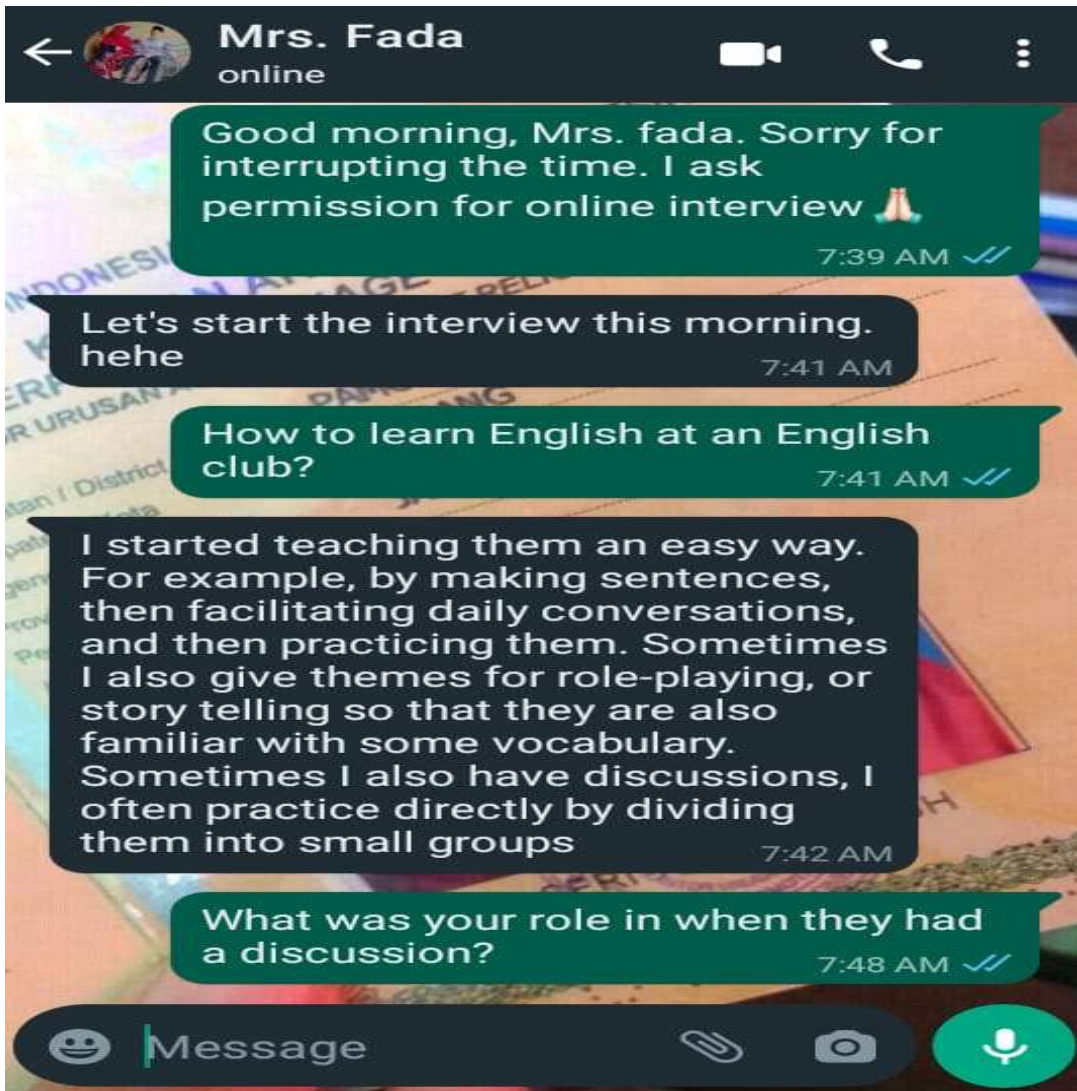 Mrs. Fada
online
Good morning, Mrs. fada. Sorry for
interrupting the time. I ask
permission for online interview 🙏
7:39 AM
Let's start the interview this morning.
hehe
7:41 AM
How to learn English at an English
club?
7:41 AM
I started teaching them an easy way.
For example, by making sentences,
then facilitating daily conversations,
and then practicing them. Sometimes
I also give themes for role-playing, or
story telling so that they are also
familiar with some vocabulary.
Sometimes I also have discussions, I
often practice directly by dividing
them into small groups
7:42 AM
What was your role in when they had
a discussion?
7:48 AM
Message